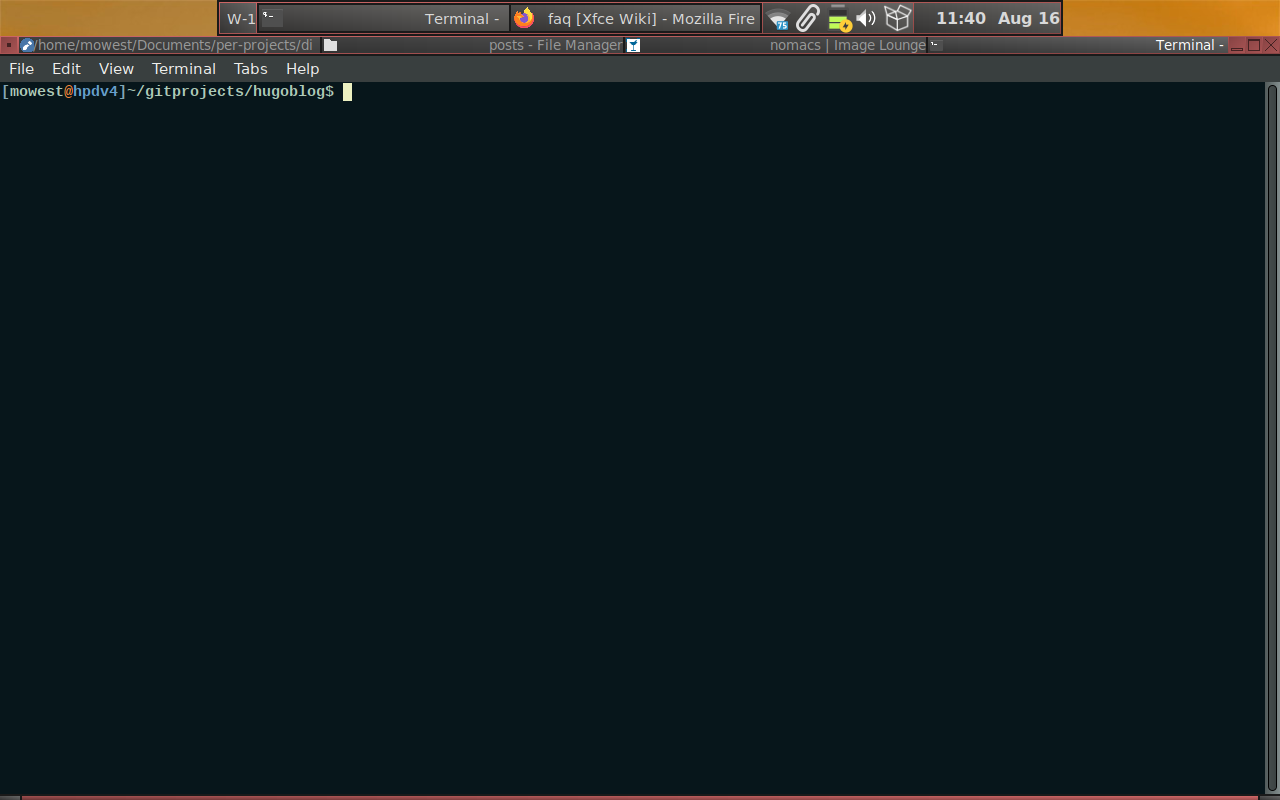 W-1 Terminal - faq [Xfce Wiki] - Mozilla Fire 75 11:40 Aug 16
/home/mowest/Documents/per-projects/di posts - File Manager nomacs | Image Lounge Terminal -
File Edit View Terminal Tabs Help
[mowest@hpdv4]~/gitprojects/hugoblog$